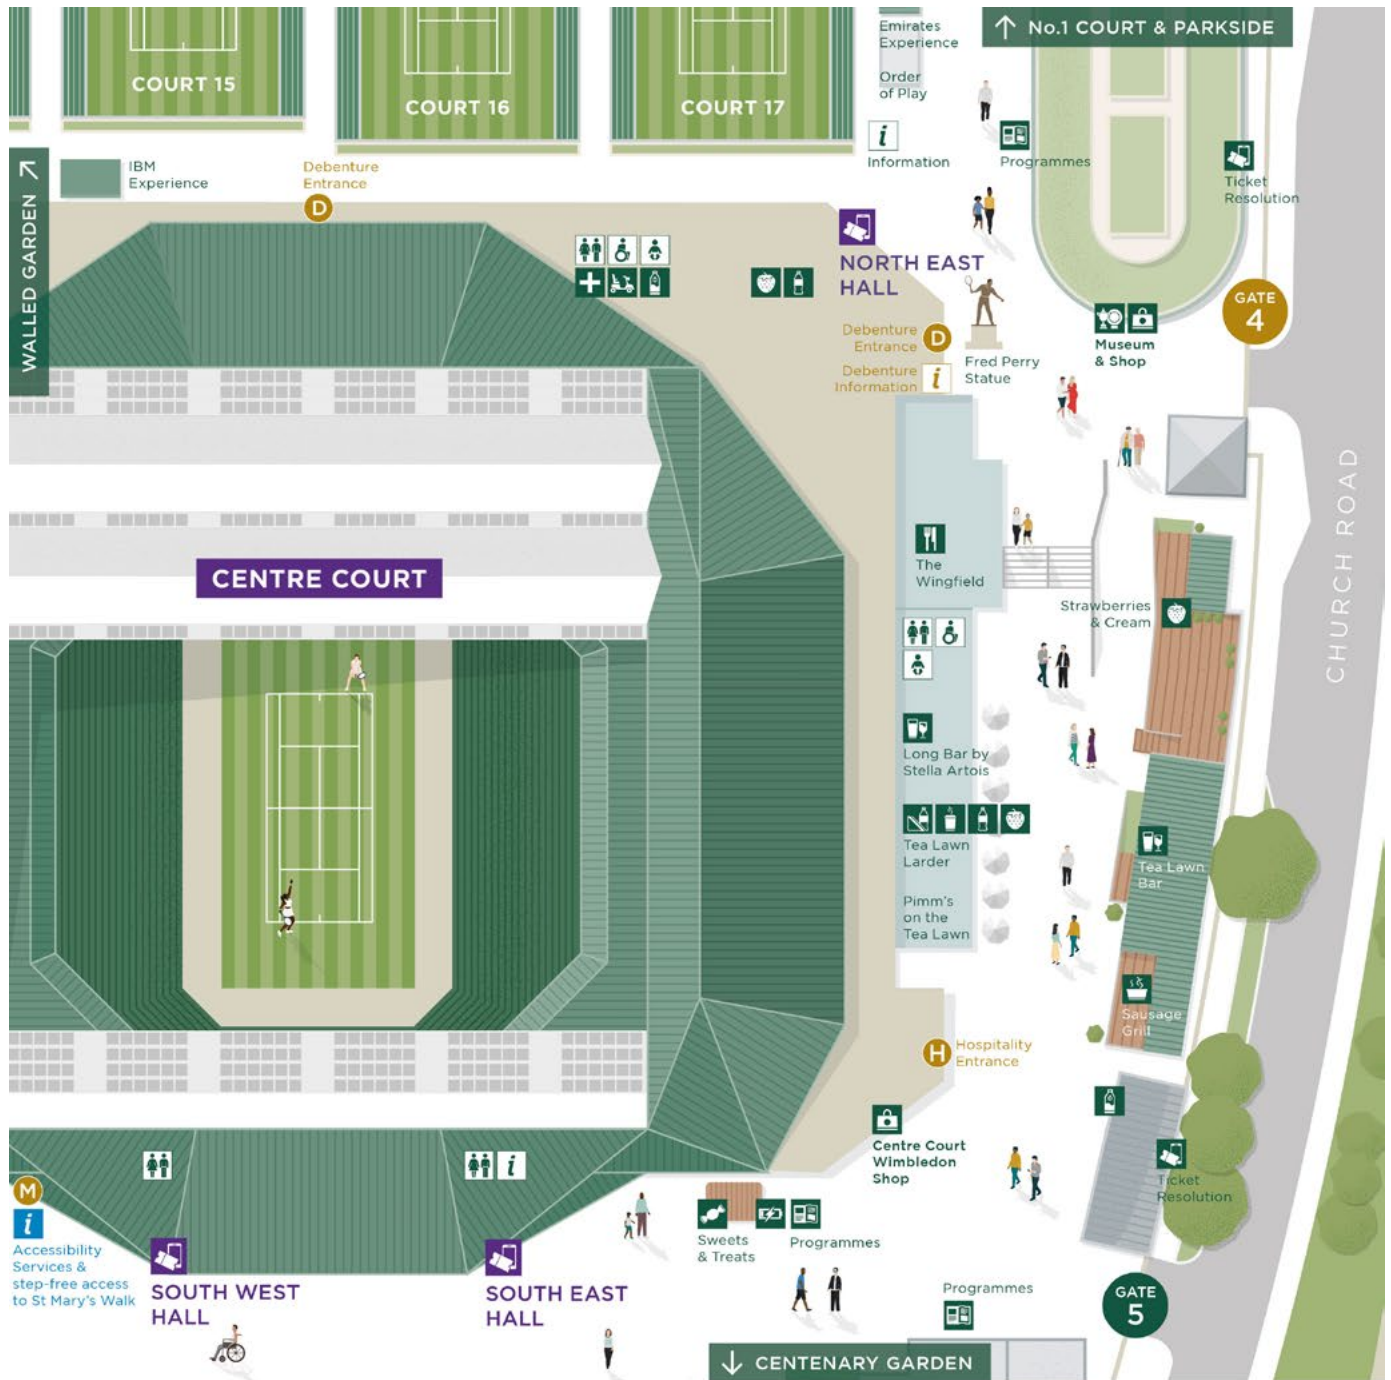 Emirates
Experience
Order
of Play
↑ No.1 COURT & PARKSIDE
COURT 15
COURT 16
COURT 17
i
Information
Programmes
Ticket
Resolution
WALLED GARDEN
IBM
Experience
Debenture
Entrance
D
NORTH EAST
HALL
GATE
4
Debenture
Entrance
D
Debenture
Information
i
Fred Perry
Statue
Museum
& Shop
CHURCH ROAD
CENTRE COURT
The
Wingfield
Strawberries
& Cream
Long Bar by
Stella Artois
Tea Lawn
Larder
Tea Lawn
Bar
Pimm's
on the
Tea Lawn
Sausage
Grill
H
Hospitality
Entrance
Centre Court
Wimbledon
Shop
Ticket
Resolution
i
M
i
Accessibility
Services &
step-free access
to St Mary's Walk
SOUTH WEST
HALL
SOUTH EAST
HALL
Sweets
& Treats
Programmes
Programmes
GATE
5
↓ CENTENARY GARDEN